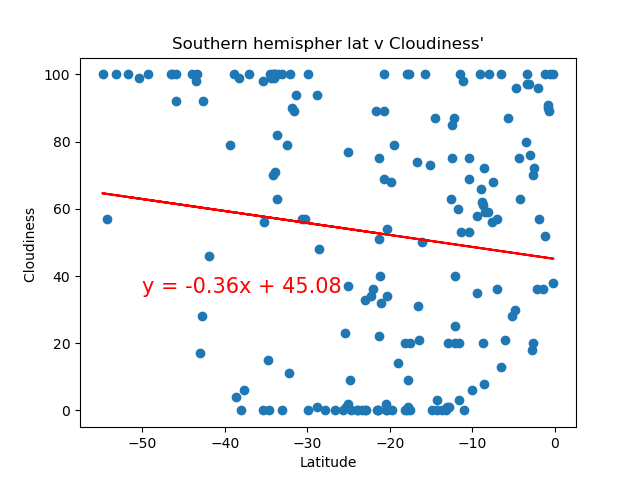 Southern hemispher lat v Cloudiness'
100
80
60
40
20
0
Cloudiness
y = -0.36x + 45.08
−50 −40 −30 −20 −10 0
Latitude